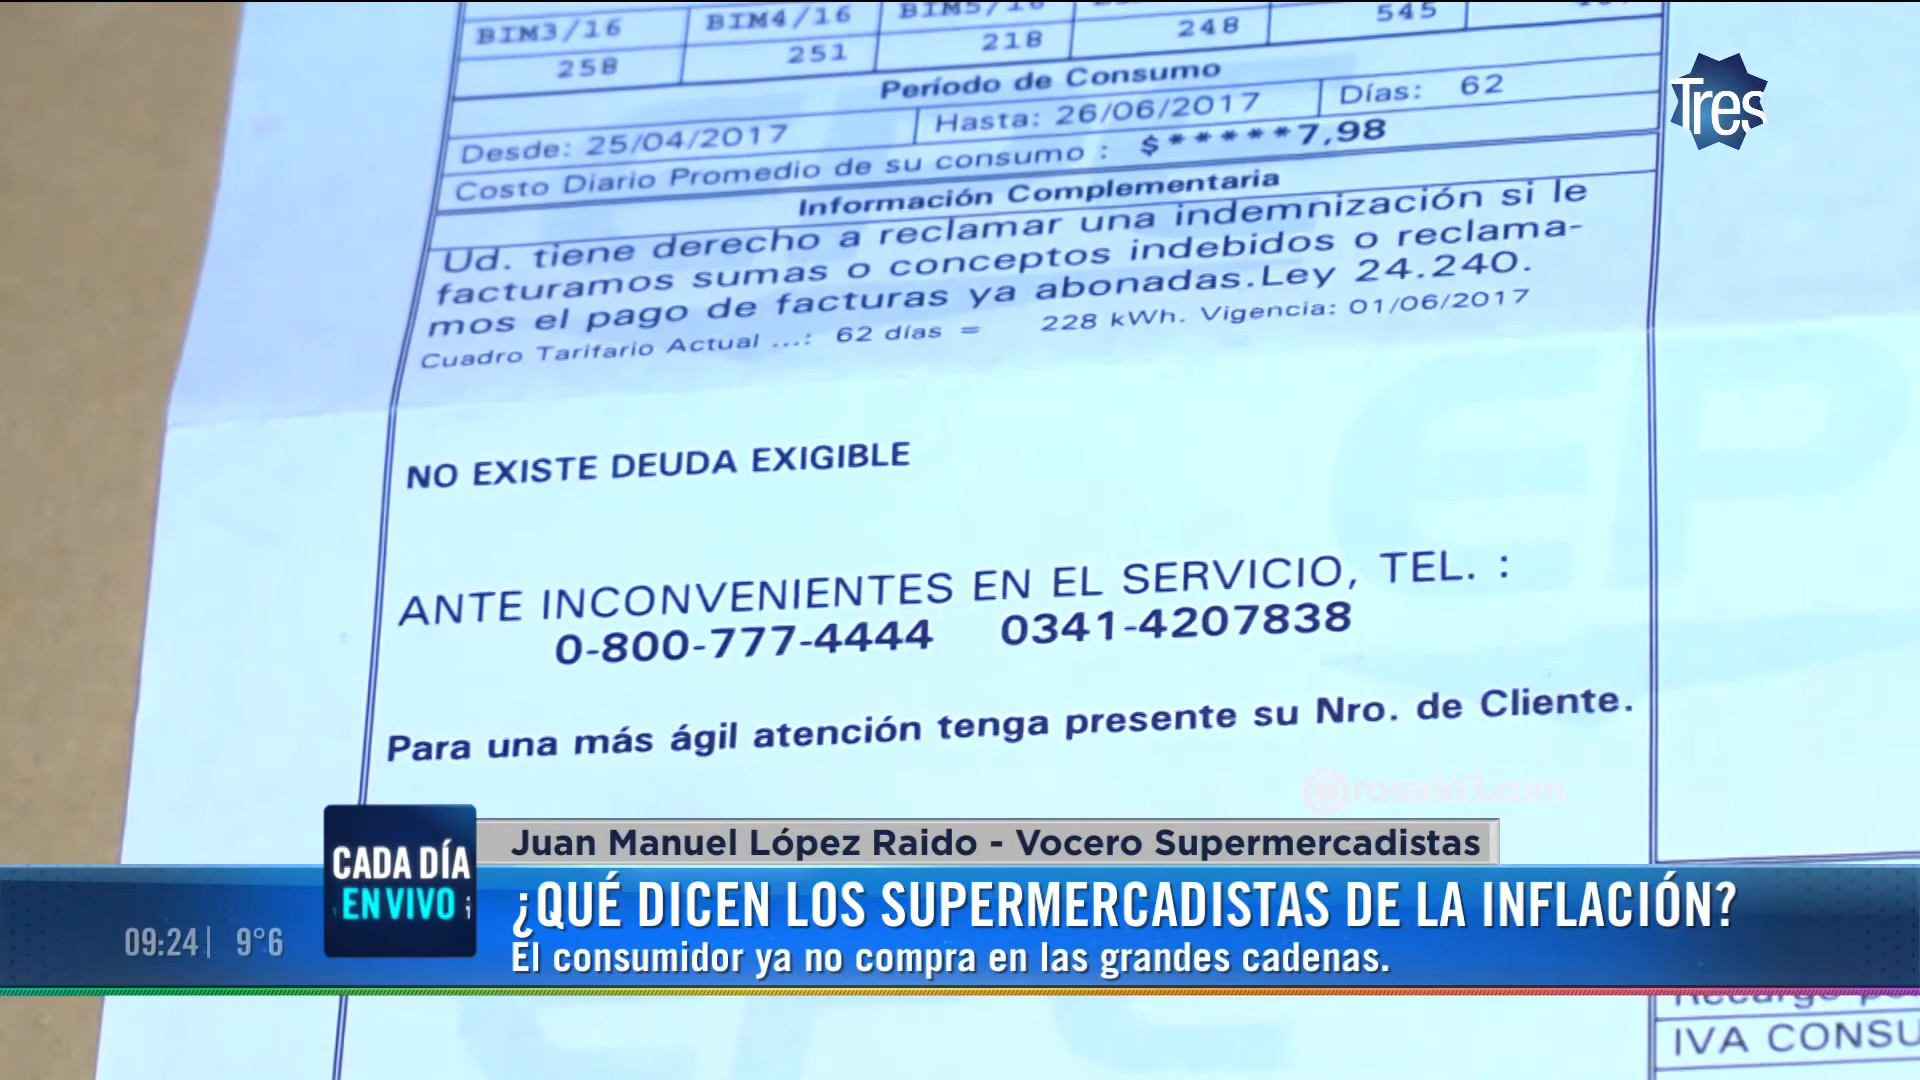 BIM3/16 BIM4/16 BIM5/16
258 251 218 248 545
Período de Consumo
Desde: 25/04/2017 Hasta: 26/06/2017 Días: 62
Costo Diario Promedio de su consumo : $*****7,98
Información Complementaria
Ud. tiene derecho a reclamar una indemnización si le
facturamos sumas o conceptos indebidos o reclama-
mos el pago de facturas ya abonadas.Ley 24.240.
Cuadro Tarifario Actual ...: 62 días = 228 kWh. Vigencia: 01/06/2017
NO EXISTE DEUDA EXIGIBLE
ANTE INCONVENIENTES EN EL SERVICIO, TEL. :
0-800-777-4444 0341-4207838
Para una más ágil atención tenga presente su Nro. de Cliente.
Tres
rosario3.com
Juan Manuel López Raido - Vocero Supermercadistas
CADA DÍA
EN VIVO
¿QUÉ DICEN LOS SUPERMERCADISTAS DE LA INFLACIÓN?
El consumidor ya no compra en las grandes cadenas.
09:24| 9°6
IVA CONSU